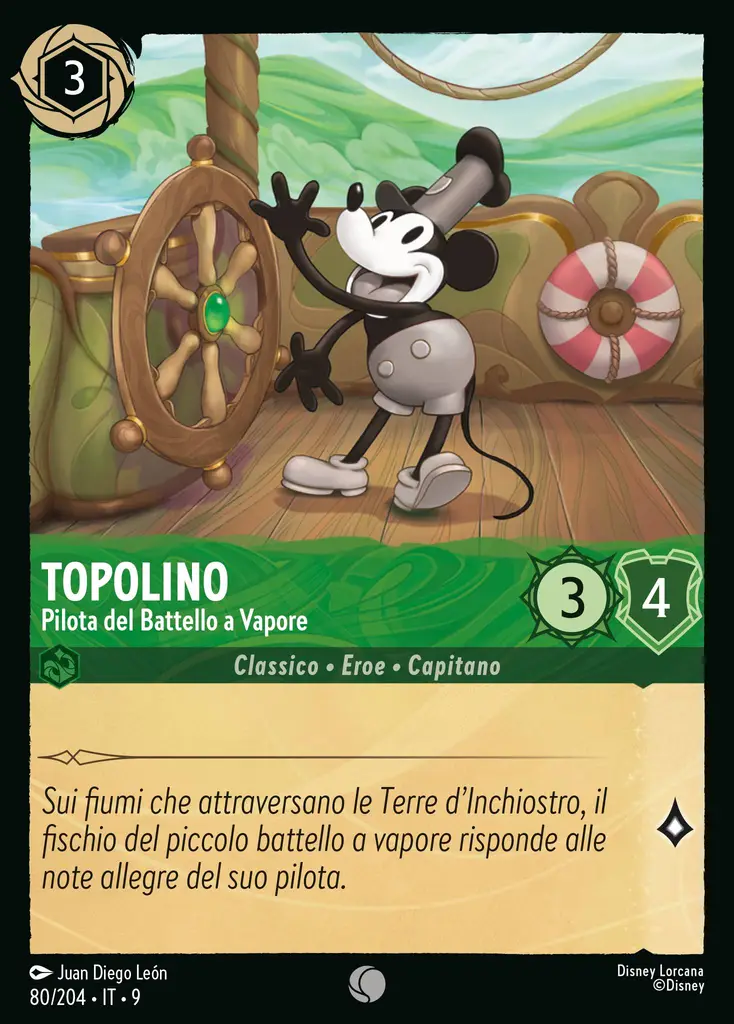 3
TOPOLINO
Pilota del Battello a Vapore
3
4
Classico • Eroe • Capitano
Sui fiumi che attraversano le Terre d'Inchiostro, il
fischio del piccolo battello a vapore risponde alle
note allegre del suo pilota.
Juan Diego León
80/204 • IT • 9
Disney Lorcana
©Disney